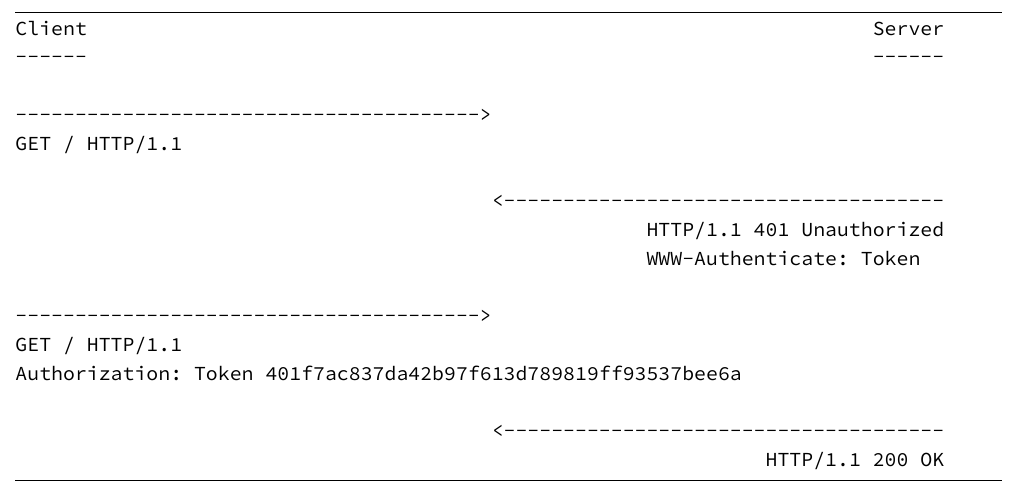 Client Server
------ ------
--------------------------------------->
GET / HTTP/1.1
<-------------------------------------
HTTP/1.1 401 Unauthorized
WWW-Authenticate: Token
--------------------------------------->
GET / HTTP/1.1
Authorization: Token 401f7ac837da42b97f613d789819ff93537bee6a
<-------------------------------------
HTTP/1.1 200 OK